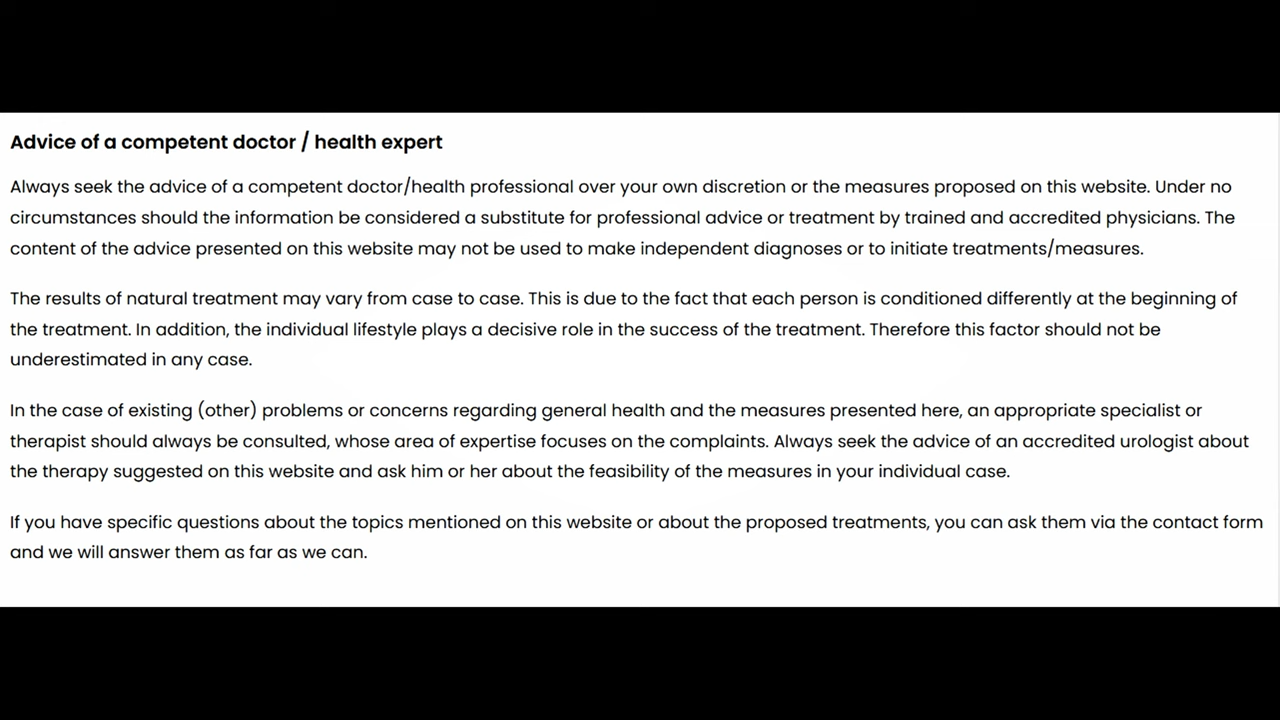 Advice of a competent doctor / health expert
Always seek the advice of a competent doctor/health professional over your own discretion or the measures proposed on this website. Under no
circumstances should the information be considered a substitute for professional advice or treatment by trained and accredited physicians. The
content of the advice presented on this website may not be used to make independent diagnoses or to initiate treatments/measures.
The results of natural treatment may vary from case to case. This is due to the fact that each person is conditioned differently at the beginning of
the treatment. In addition, the individual lifestyle plays a decisive role in the success of the treatment. Therefore this factor should not be
underestimated in any case.
In the case of existing (other) problems or concerns regarding general health and the measures presented here, an appropriate specialist or
therapist should always be consulted, whose area of expertise focuses on the complaints. Always seek the advice of an accredited urologist about
the therapy suggested on this website and ask him or her about the feasibility of the measures in your individual case.
If you have specific questions about the topics mentioned on this website or about the proposed treatments, you can ask them via the contact form
and we will answer them as far as we can.